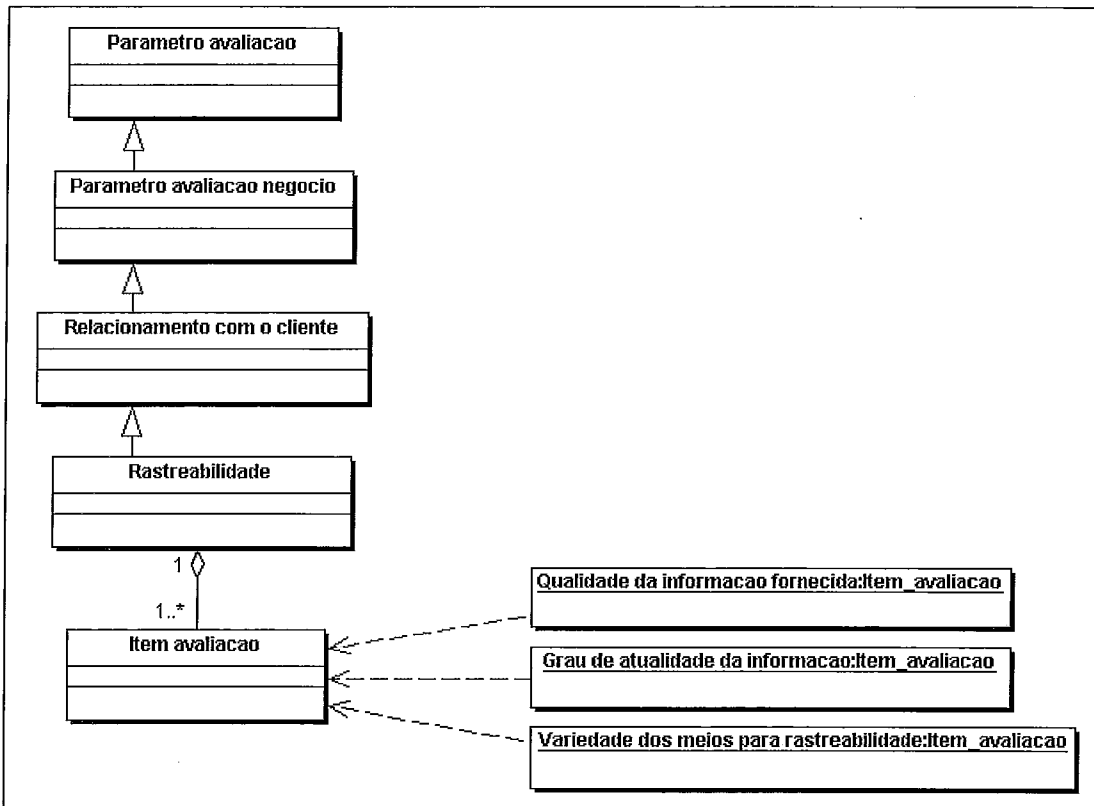 Parametro avaliacao
Parametro avaliacao negocio
Relacionamento com o cliente
Rastreabilidade
1
1..*
Item avaliacao
Qualidade da informacao fornecida:Item_avaliacao
Grau de atualidade da informacao:Item_avaliacao
Variedade dos meios para rastreabilidade:Item_avaliacao